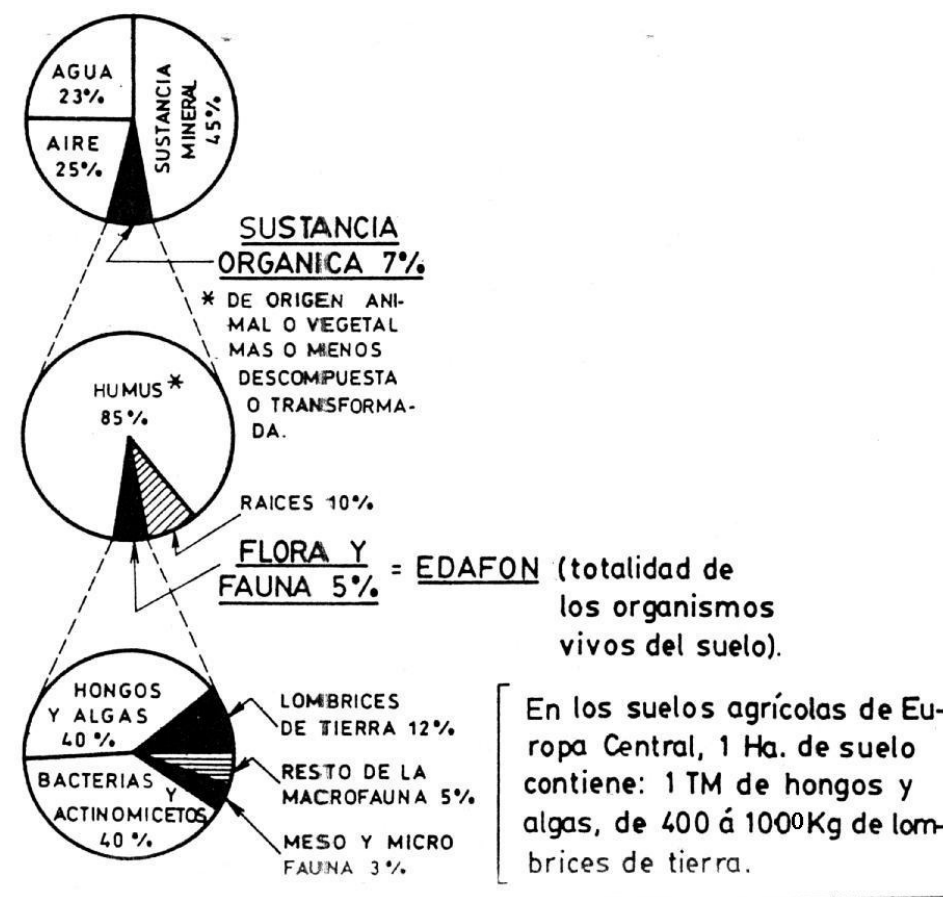 AGUA
23%
AIRE
25%
SUSTANCIA
MINERAL
45%
SUSTANCIA
ORGANICA 7%
* DE ORIGEN ANI-
MAL O VEGETAL
MAS O MENOS
DESCOMPUESTA
O TRANSFORMA-
DA.
HUMUS *
85%
RAICES 10%
FLORA Y
FAUNA 5%
= EDAFON (totalidad de
los organismos
vivos del suelo).
HONGOS
Y ALGAS
40%
BACTERIAS
Y
ACTINOMICETOS
40%
LOMBRICES
DE TIERRA 12%
RESTO DE LA
MACROFAUNA 5%
MESO Y MICRO
FAUNA 3%
En los suelos agrícolas de Eu-
ropa Central, 1 Ha. de suelo
contiene: 1 TM de hongos y
algas, de 400 á 1000Kg de lom-
brices de tierra.